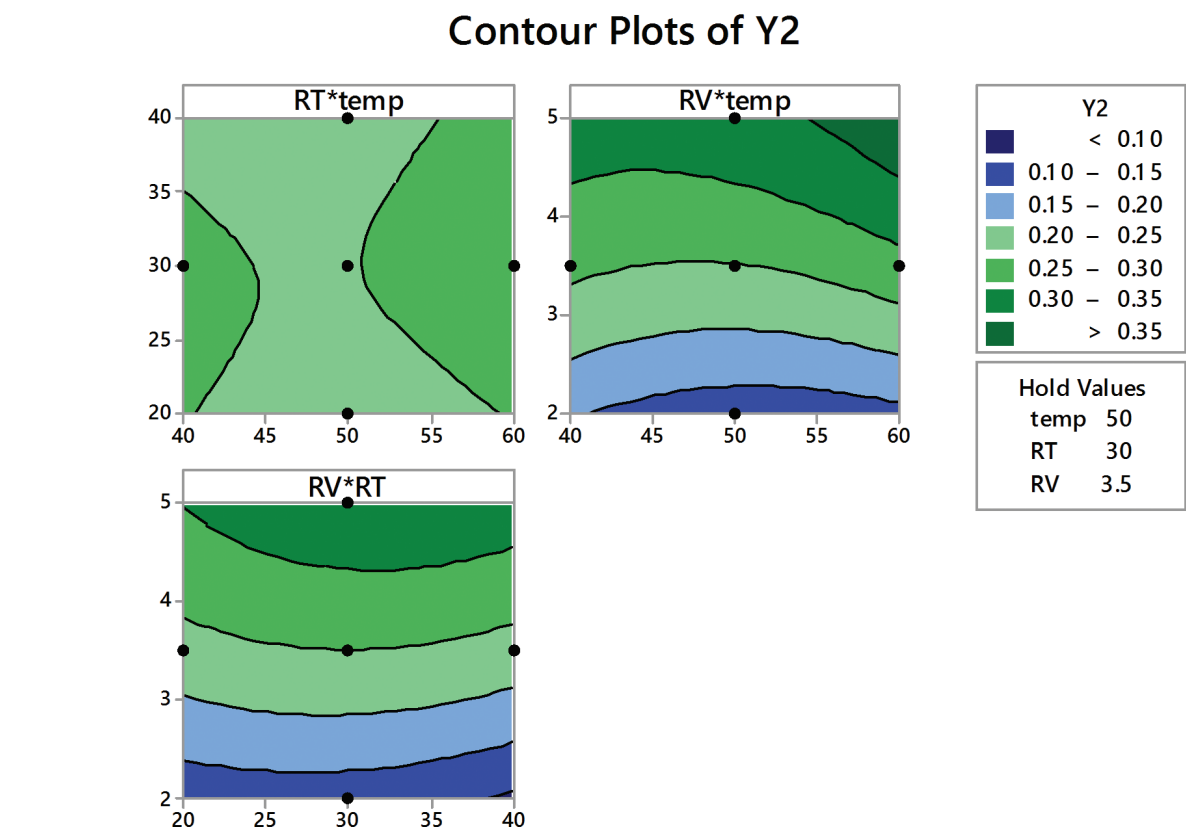 Contour Plots of Y2
RT*temp
40
35
30
25
20
40 45 50 55 60
RV*temp
5
4
3
2
40 45 50 55 60
RV*RT
5
4
3
2
20 25 30 35 40
Y2
< 0.10
0.10 – 0.15
0.15 – 0.20
0.20 – 0.25
0.25 – 0.30
0.30 – 0.35
> 0.35
Hold Values
temp 50
RT 30
RV 3.5